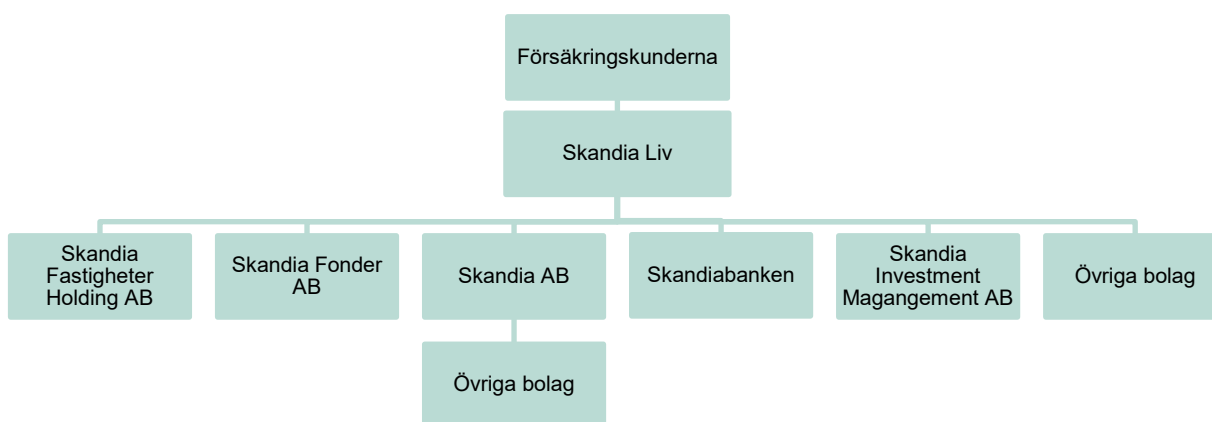 Försäkringskunderna
Skandia Liv
Skandia
Fastigheter
Holding AB
Skandia Fonder
AB
Skandia AB
Skandiabanken
Skandia
Investment
Magangement AB
Övriga bolag
Övriga bolag